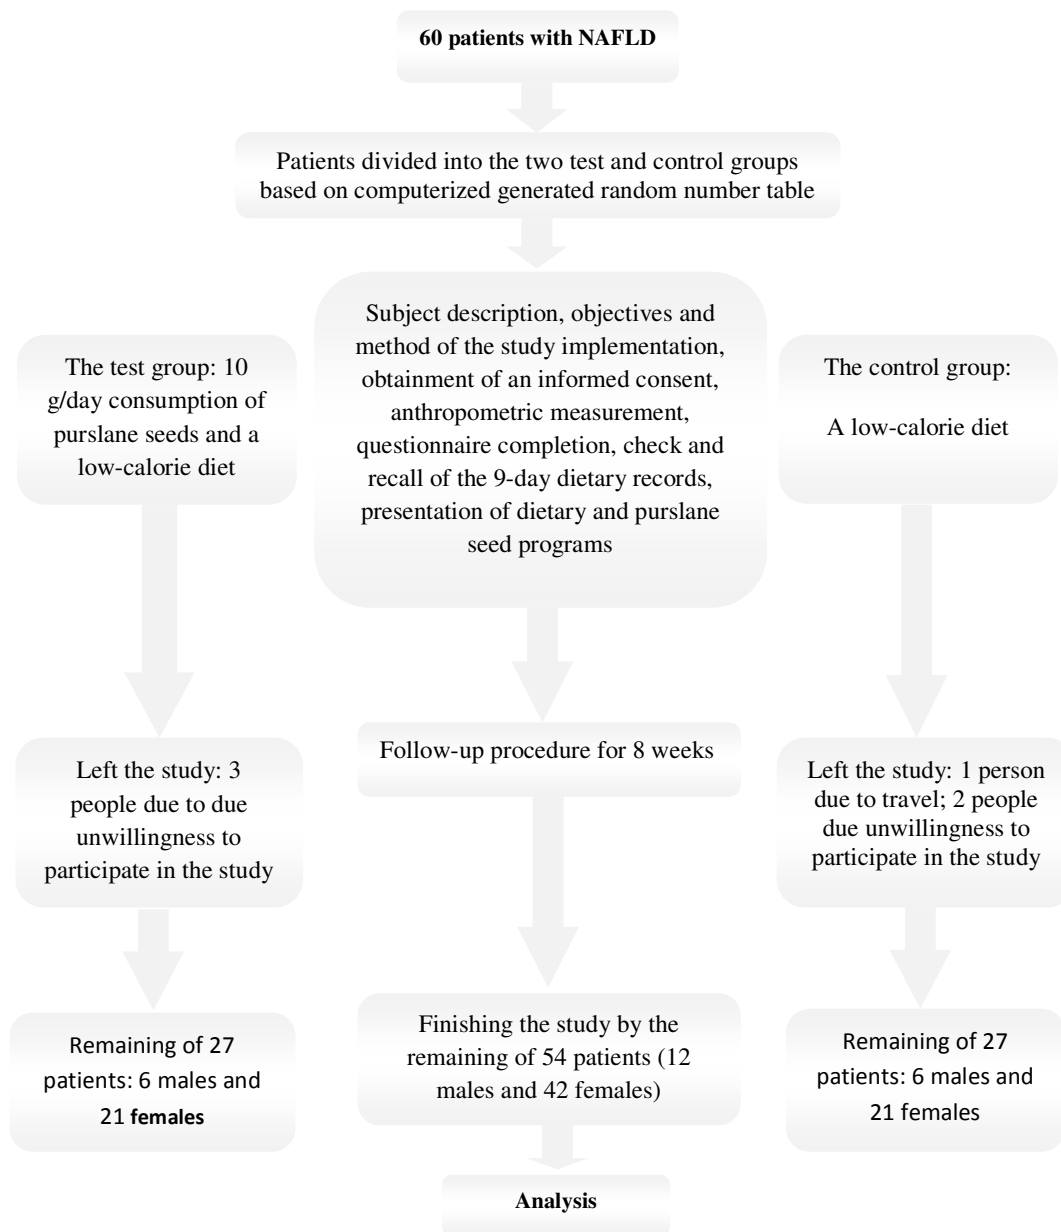 60 patients with NAFLD
Patients divided into the two test and control groups
based on computerized generated random number table
The test group: 10
g/day consumption of
purslane seeds and a
low-calorie diet
Subject description, objectives and
method of the study implementation,
obtainment of an informed consent,
anthropometric measurement,
questionnaire completion, check and
recall of the 9-day dietary records,
presentation of dietary and purslane
seed programs
The control group:
A low-calorie diet
Left the study: 3
people due to due
unwillingness to
participate in the study
Follow-up procedure for 8 weeks
Left the study: 1 person
due to travel; 2 people
due unwillingness to
participate in the study
Remaining of 27
patients: 6 males and
21 females
Finishing the study by the
remaining of 54 patients (12
males and 42 females)
Remaining of 27
patients: 6 males and
21 females
Analysis